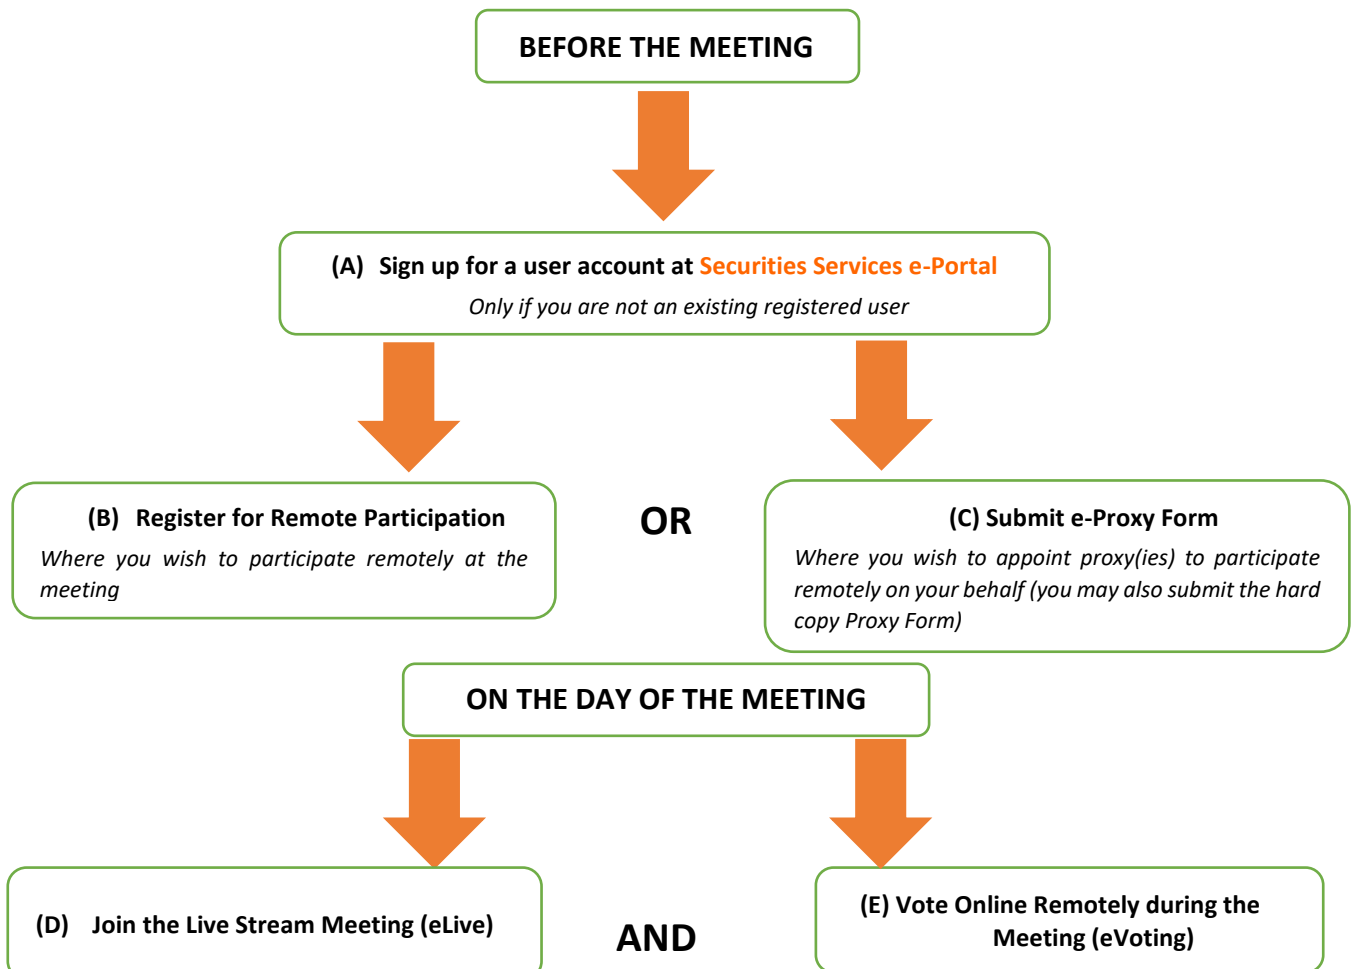 BEFORE THE MEETING
(A) Sign up for a user account at Securities Services e-Portal
Only if you are not an existing registered user
(B) Register for Remote Participation
Where you wish to participate remotely at the
meeting
OR
(C) Submit e-Proxy Form
Where you wish to appoint proxy(ies) to participate
remotely on your behalf (you may also submit the hard
copy Proxy Form)
ON THE DAY OF THE MEETING
(D) Join the Live Stream Meeting (eLive)
AND
(E) Vote Online Remotely during the
Meeting (eVoting)